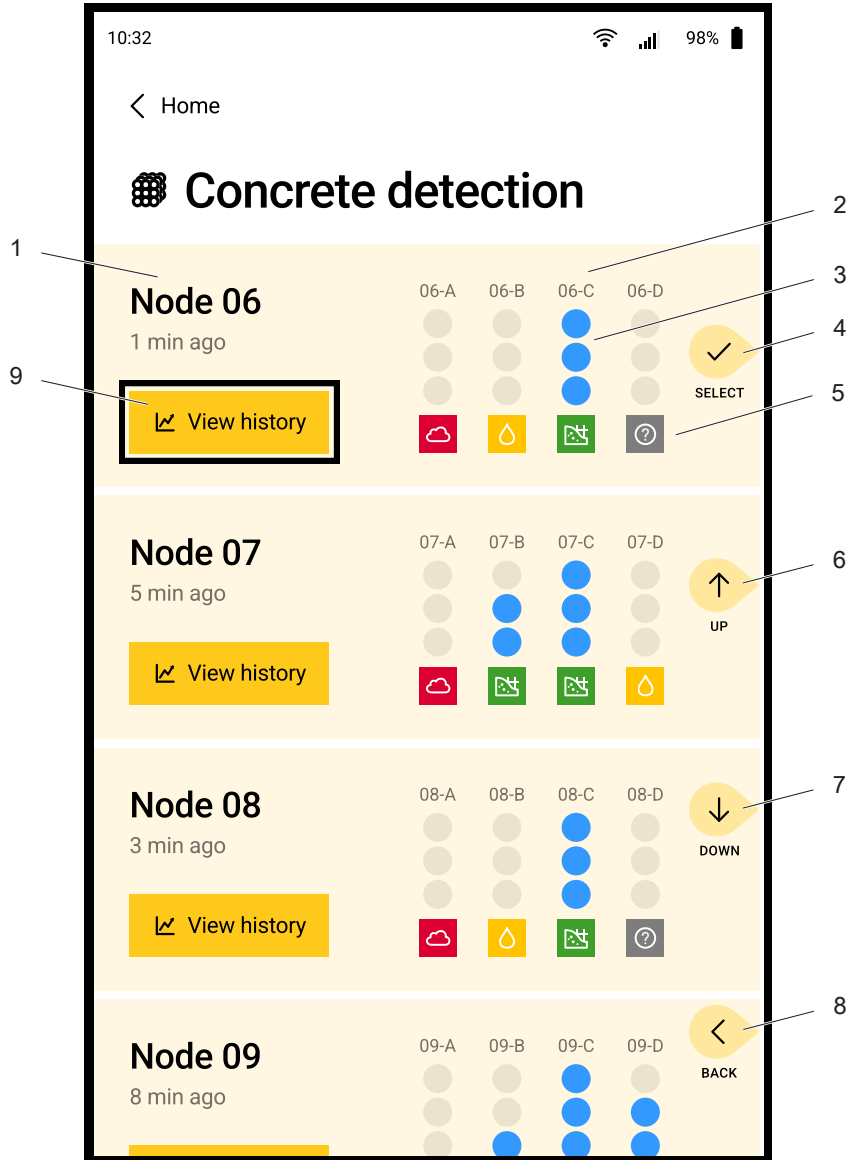 10:32 98%
Home
Concrete detection
1
2
3
4
5
6
7
8
9
Node 06
1 min ago
View history
06-A 06-B 06-C 06-D
SELECT
Node 07
5 min ago
View history
07-A 07-B 07-C 07-D
UP
Node 08
3 min ago
View history
08-A 08-B 08-C 08-D
DOWN
Node 09
8 min ago
09-A 09-B 09-C 09-D
BACK